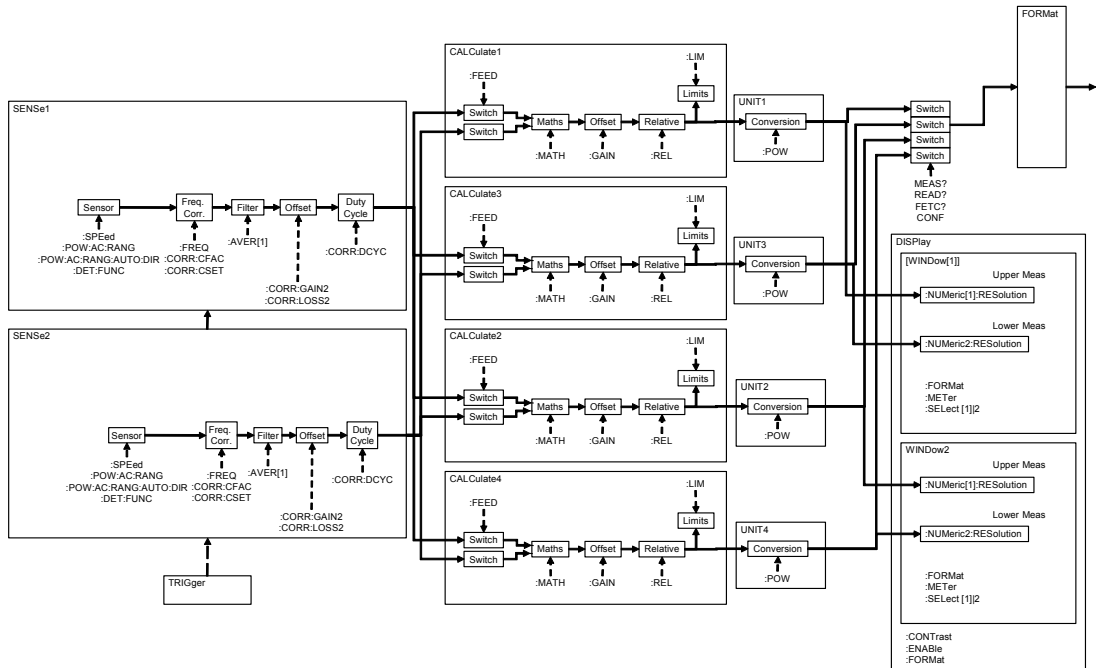 FORMat
SENSe1
Sensor
Freq.
Corr.
Filter
Offset
Duty
Cycle
:SPEed
:POW:AC:RANG
:POW:AC:RANG:AUTO:DIR
:DET:FUNC
:FREQ
:CORR:CFAC
:CORR:CSET
:AVER[1]
:CORR:DCYC
:CORR:GAIN2
:CORR:LOSS2
SENSe2
Sensor
Freq.
Corr.
Filter
Offset
Duty
Cycle
:SPEed
:POW:AC:RANG
:POW:AC:RANG:AUTO:DIR
:DET:FUNC
:FREQ
:CORR:CFAC
:CORR:CSET
:AVER[1]
:CORR:DCYC
:CORR:GAIN2
:CORR:LOSS2
TRIGger
CALCulate1
:FEED
:LIM
Limits
Switch
Switch
Maths
Offset
Relative
:MATH
:GAIN
:REL
UNIT1
Conversion
:POW
CALCulate3
:FEED
:LIM
Limits
Switch
Switch
Maths
Offset
Relative
:MATH
:GAIN
:REL
UNIT3
Conversion
:POW
CALCulate2
:FEED
:LIM
Limits
Switch
Switch
Maths
Offset
Relative
:MATH
:GAIN
:REL
UNIT2
Conversion
:POW
CALCulate4
:FEED
:LIM
Limits
Switch
Switch
Maths
Offset
Relative
:MATH
:GAIN
:REL
UNIT4
Conversion
:POW
Switch
Switch
Switch
Switch
MEAS?
READ?
FETC?
CONF
DISPlay
[WINDow[1]]
Upper Meas
:NUMeric[1]:RESolution
Lower Meas
:NUMeric2:RESolution
:FORMat
:METer
:SELect [1]|2
WINDow2
Upper Meas
:NUMeric[1]:RESolution
Lower Meas
:NUMeric2:RESolution
:FORMat
:METer
:SELect [1]|2
:CONTrast
:ENABle
:FORMat